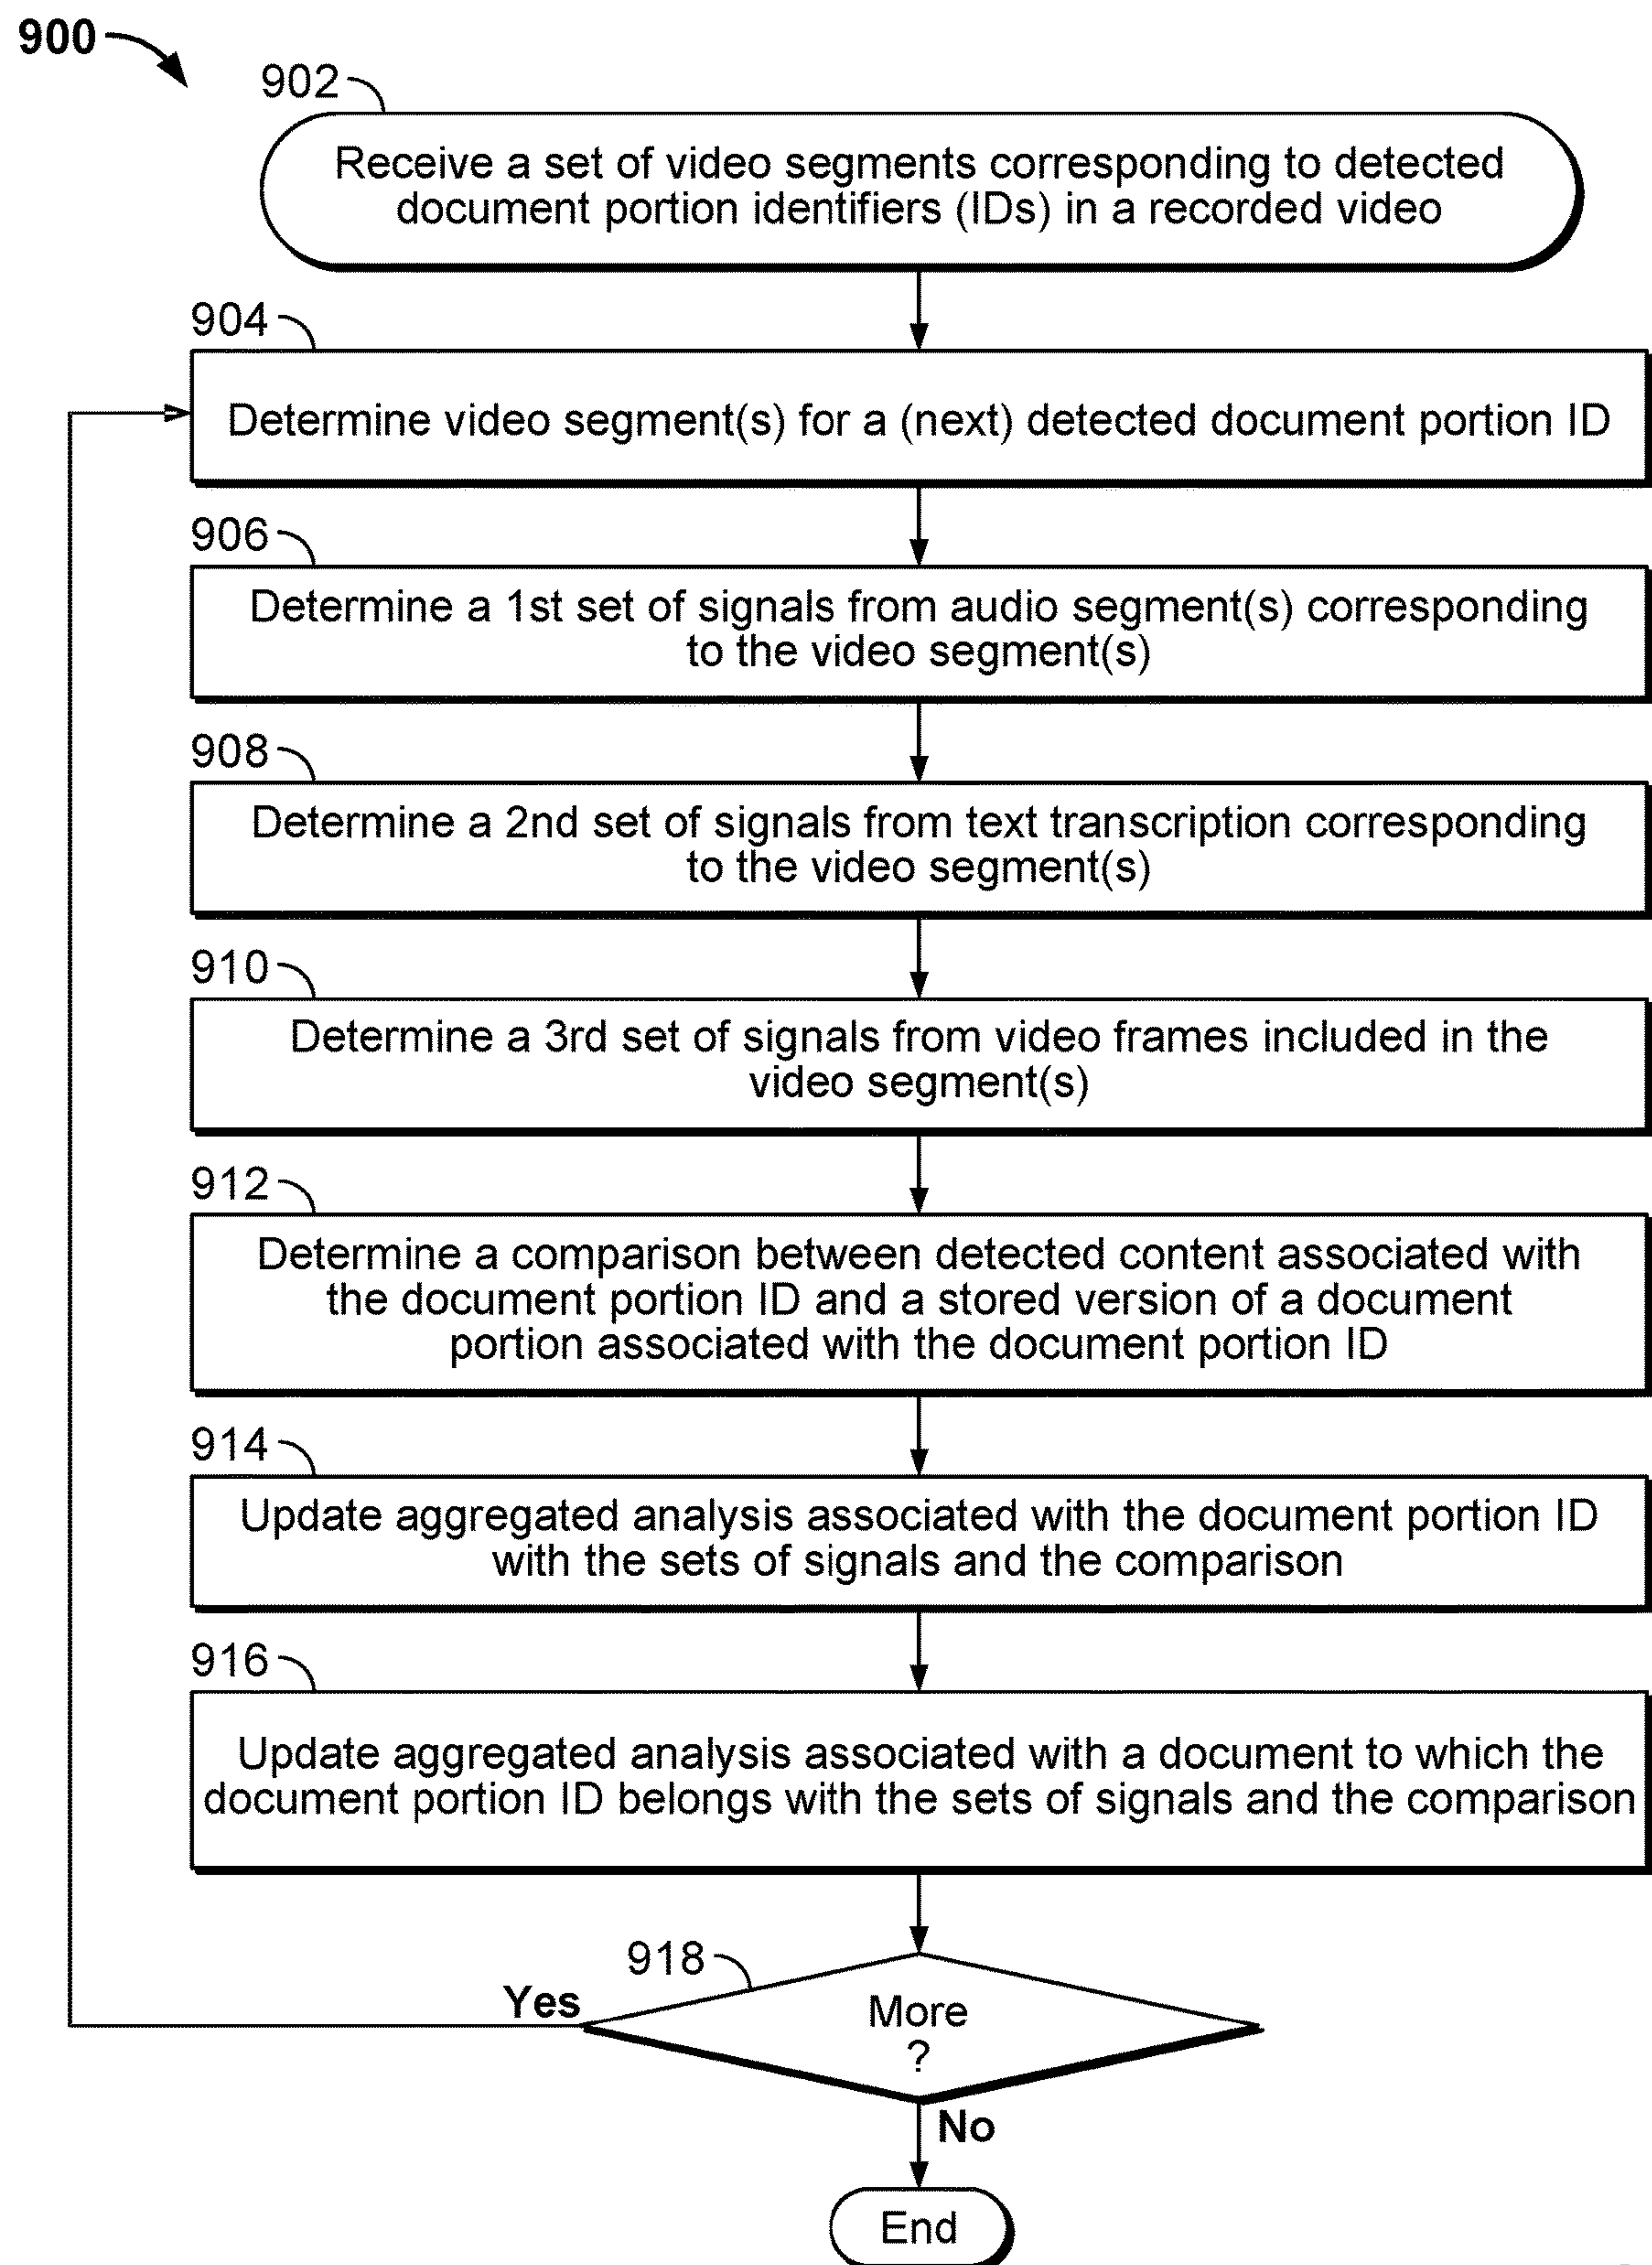 900
902
Receive a set of video segments corresponding to detected
document portion identifiers (IDs) in a recorded video
904
Determine video segment(s) for a (next) detected document portion ID
906
Determine a 1st set of signals from audio segment(s) corresponding
to the video segment(s)
908
Determine a 2nd set of signals from text transcription corresponding
to the video segment(s)
910
Determine a 3rd set of signals from video frames included in the
video segment(s)
912
Determine a comparison between detected content associated with
the document portion ID and a stored version of a document
portion associated with the document portion ID
914
Update aggregated analysis associated with the document portion ID
with the sets of signals and the comparison
916
Update aggregated analysis associated with a document to which the
document portion ID belongs with the sets of signals and the comparison
918
Yes
More
?
No
End